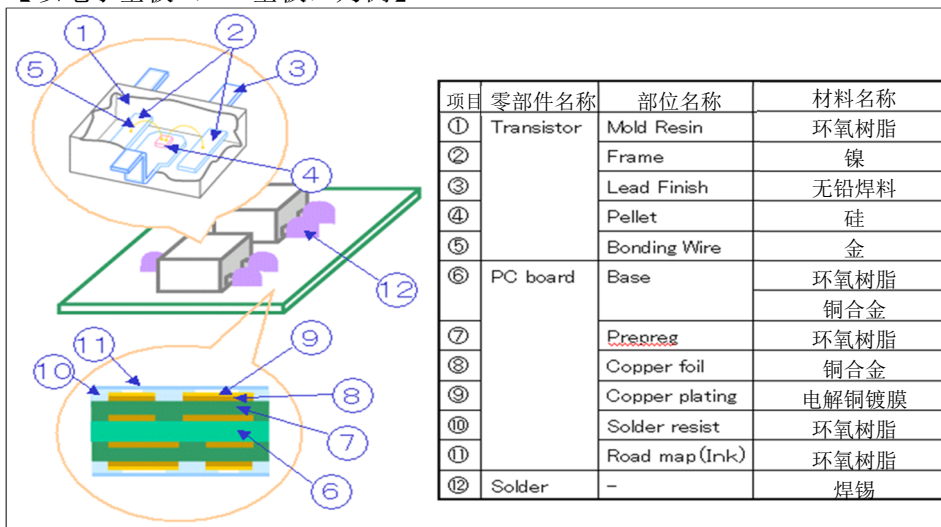 ① ② ⑤ ③ ④ ⑫ ⑪ ⑨ ⑩ ⑧ ⑦ ⑥
项目 零部件名称 部位名称 材料名称
① Transistor Mold Resin 环氧树脂
② Frame 镍
③ Lead Finish 无铅焊料
④ Pellet 硅
⑤ Bonding Wire 金
⑥ PC board Base 环氧树脂
铜合金
⑦ Prepreg 环氧树脂
⑧ Copper foil 铜合金
⑨ Copper plating 电解铜镀膜
⑩ Solder resist 环氧树脂
⑪ Road map(Ink) 环氧树脂
⑫ Solder – 焊锡